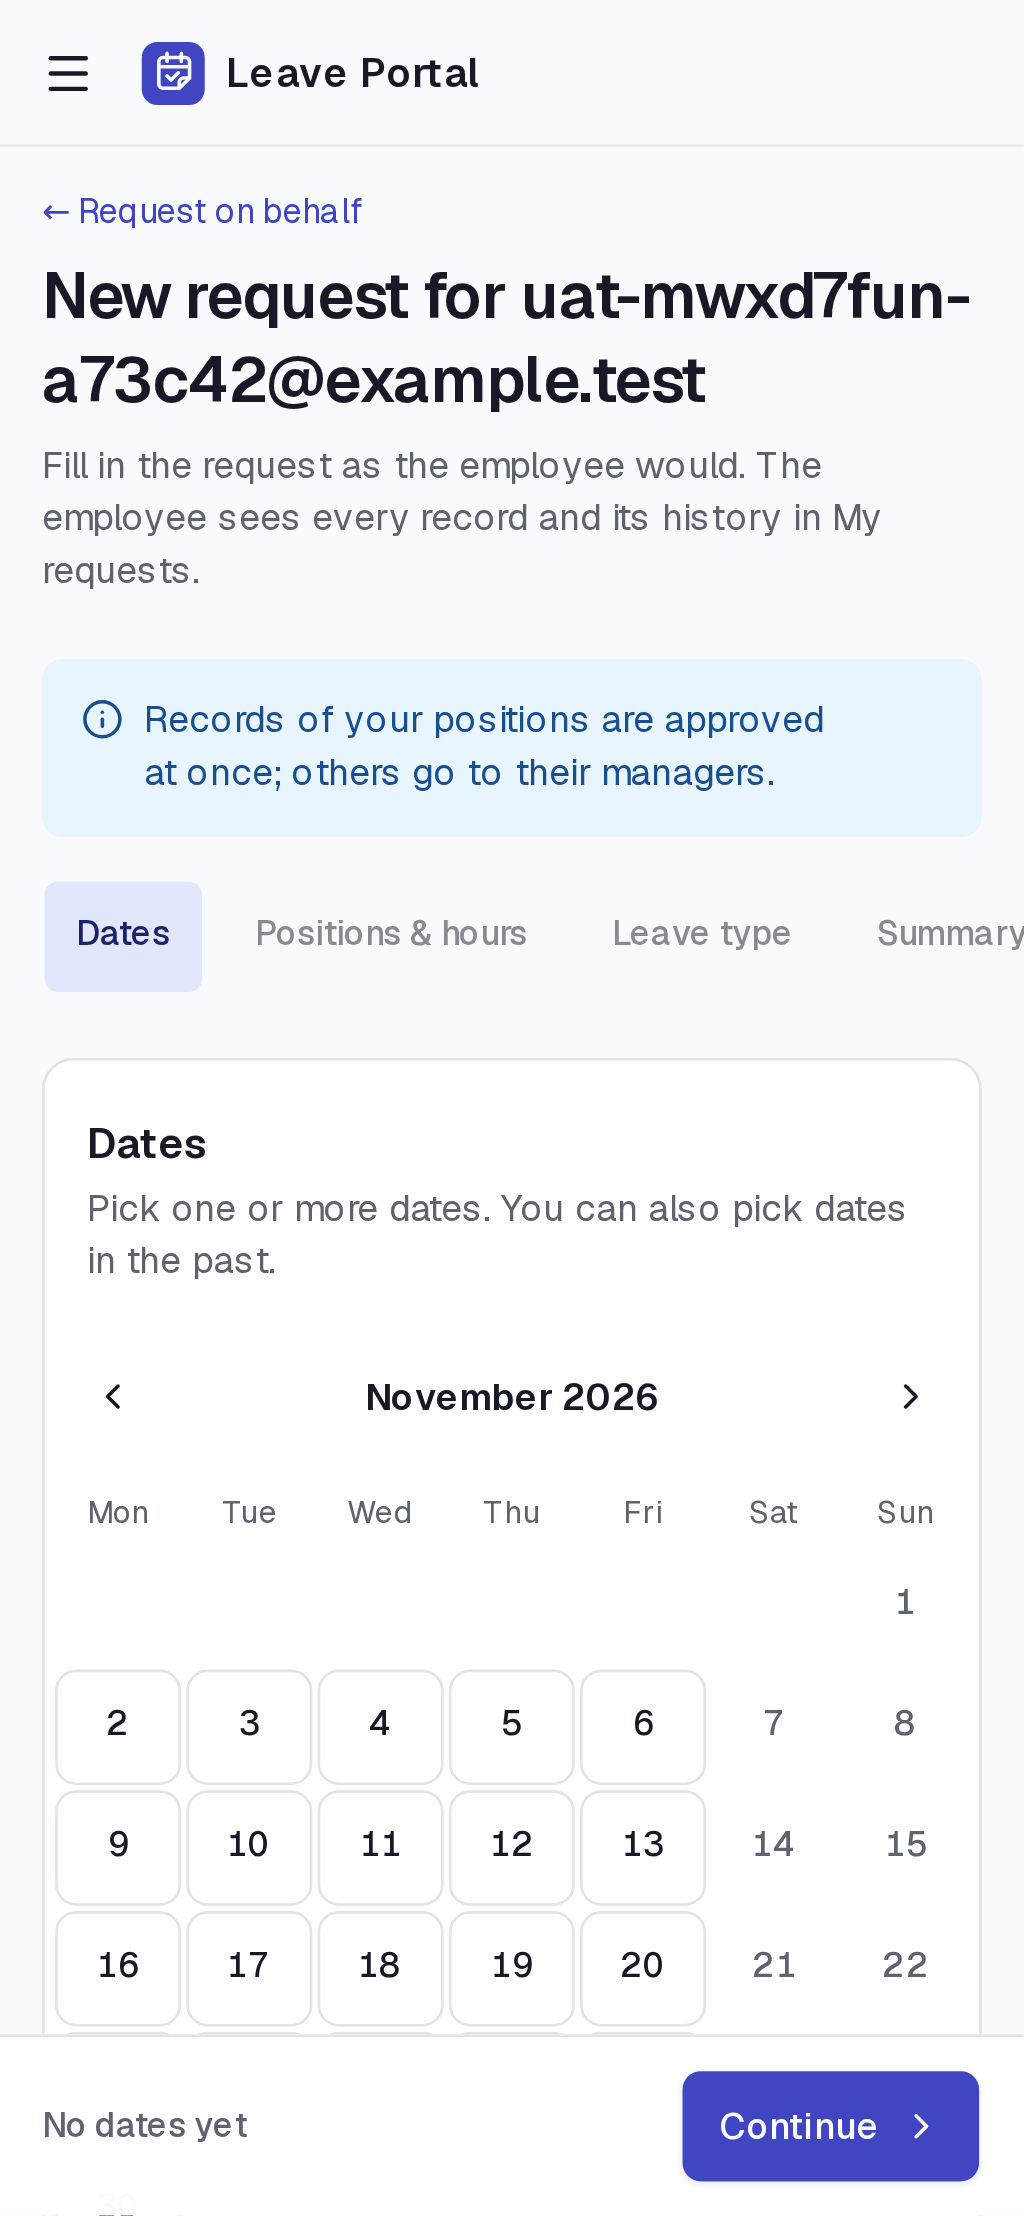 Leave Portal
← Request on behalf
New request for uat-mwxd7fun-
a73c42@example.test
Fill in the request as the employee would. The
employee sees every record and its history in My
requests.
Records of your positions are approved
at once; others go to their managers.
Dates Positions & hours Leave type Summary
Dates
Pick one or more dates. You can also pick dates
in the past.
November 2026
Mon Tue Wed Thu Fri Sat Sun
1
2 3 4 5 6 7 8
9 10 11 12 13 14 15
16 17 18 19 20 21 22
No dates yet
Continue
30